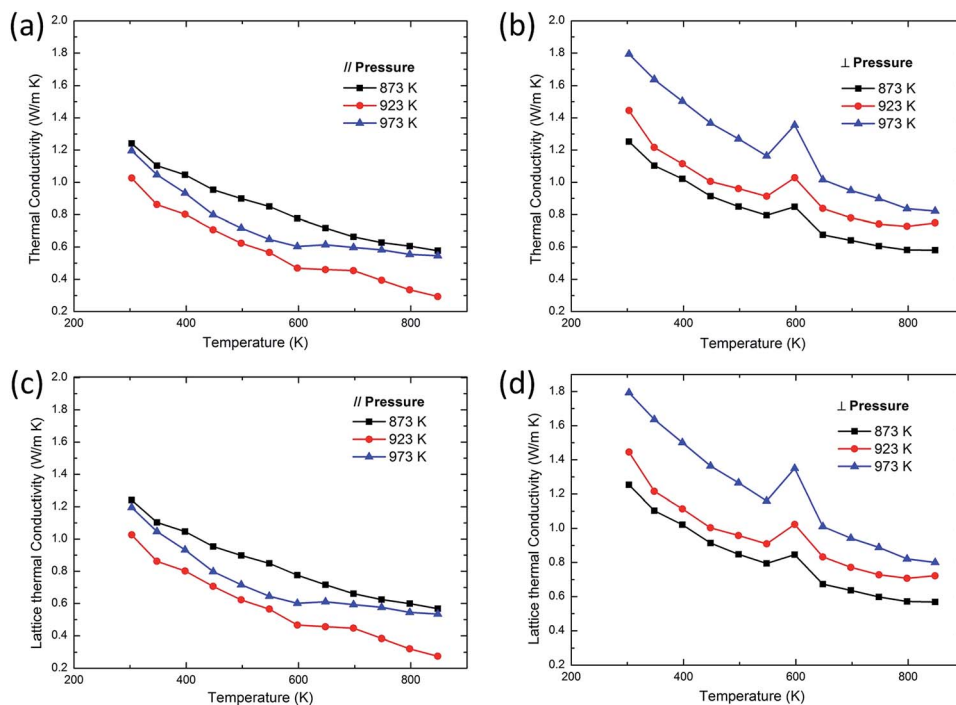 (a)
2.0
1.8
1.6
1.4
1.2
1.0
0.8
0.6
0.4
0.2
Thermal Conductivity (W/m K)
// Pressure
873 K
923 K
973 K
200
400
600
800
Temperature (K)
(b)
2.0
1.8
1.6
1.4
1.2
1.0
0.8
0.6
0.4
0.2
Thermal Conductivity (W/m K)
⊥ Pressure
873 K
923 K
973 K
200
400
600
800
Temperature (K)
(c)
2.0
1.8
1.6
1.4
1.2
1.0
0.8
0.6
0.4
0.2
Lattice thermal Conductivity (W/m K)
// Pressure
873 K
923 K
973 K
200
400
600
800
Temperature (K)
(d)
1.8
1.6
1.4
1.2
1.0
0.8
0.6
0.4
0.2
Lattice thermal Conductivity (W/m K)
⊥ Pressure
873 K
923 K
973 K
200
400
600
800
Temperature (K)